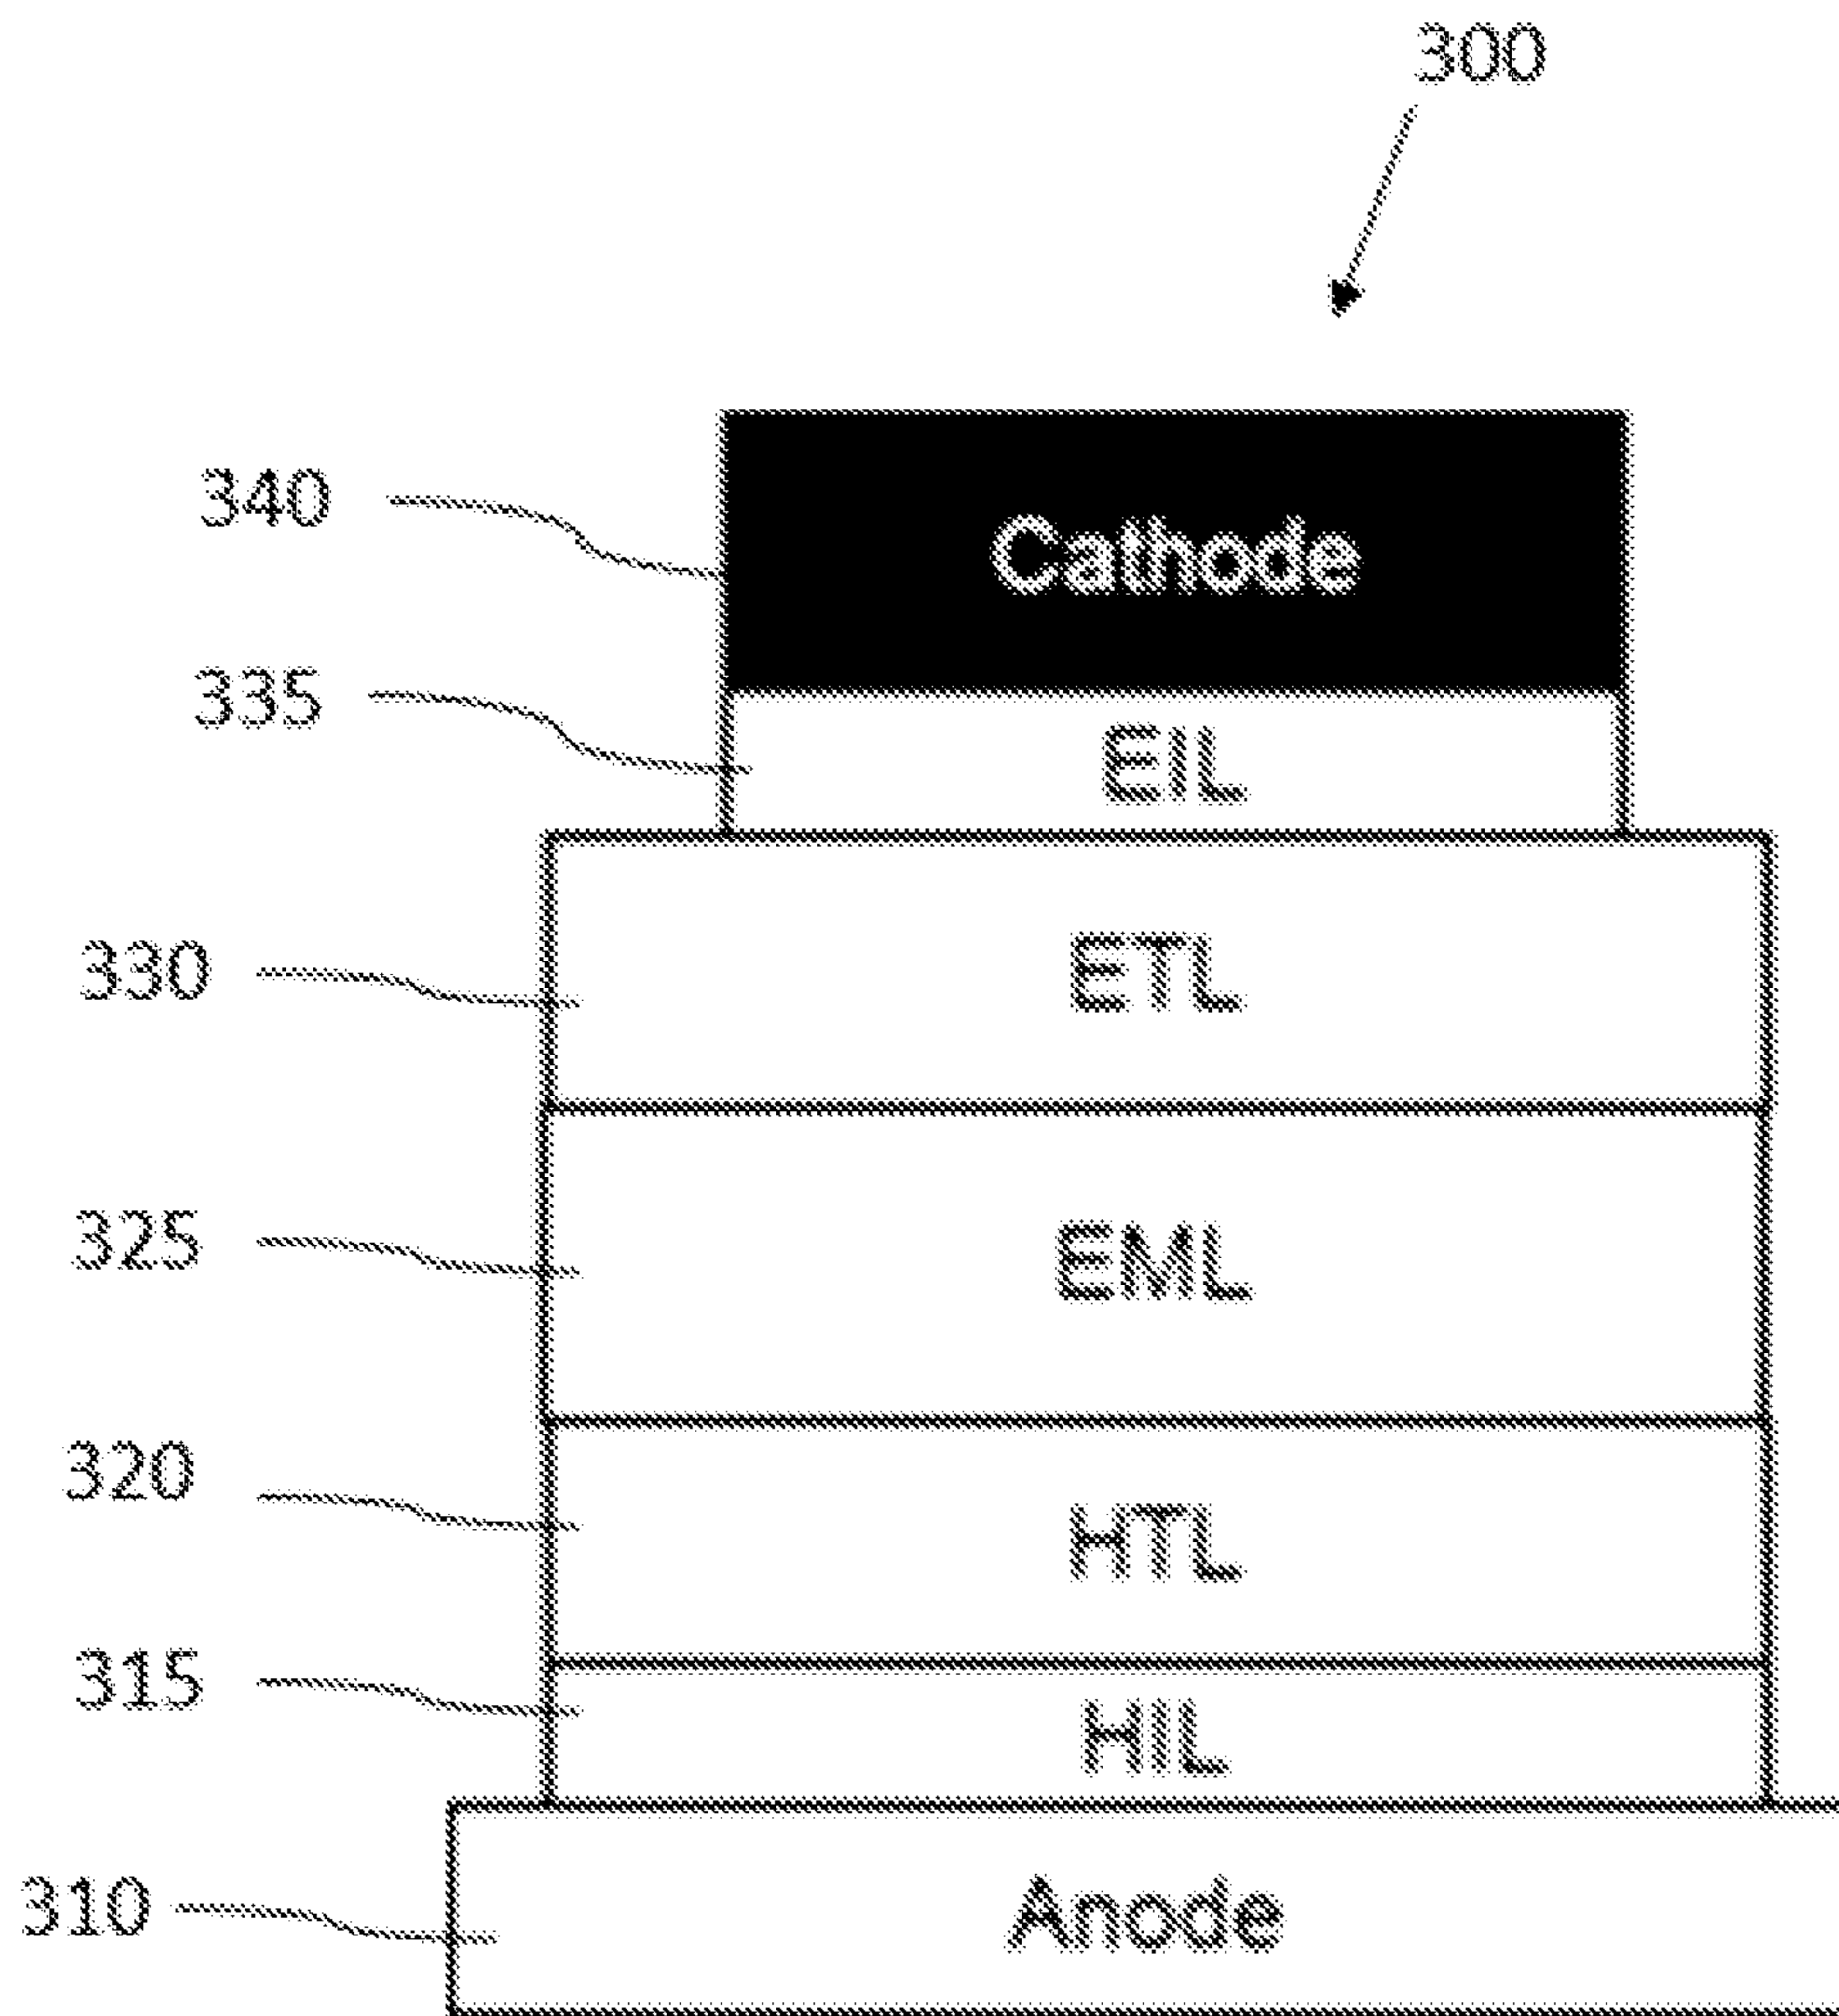 300
340
Cathode
335
EIL
330
ETL
325
EML
320
HTL
315
HIL
310
Anode